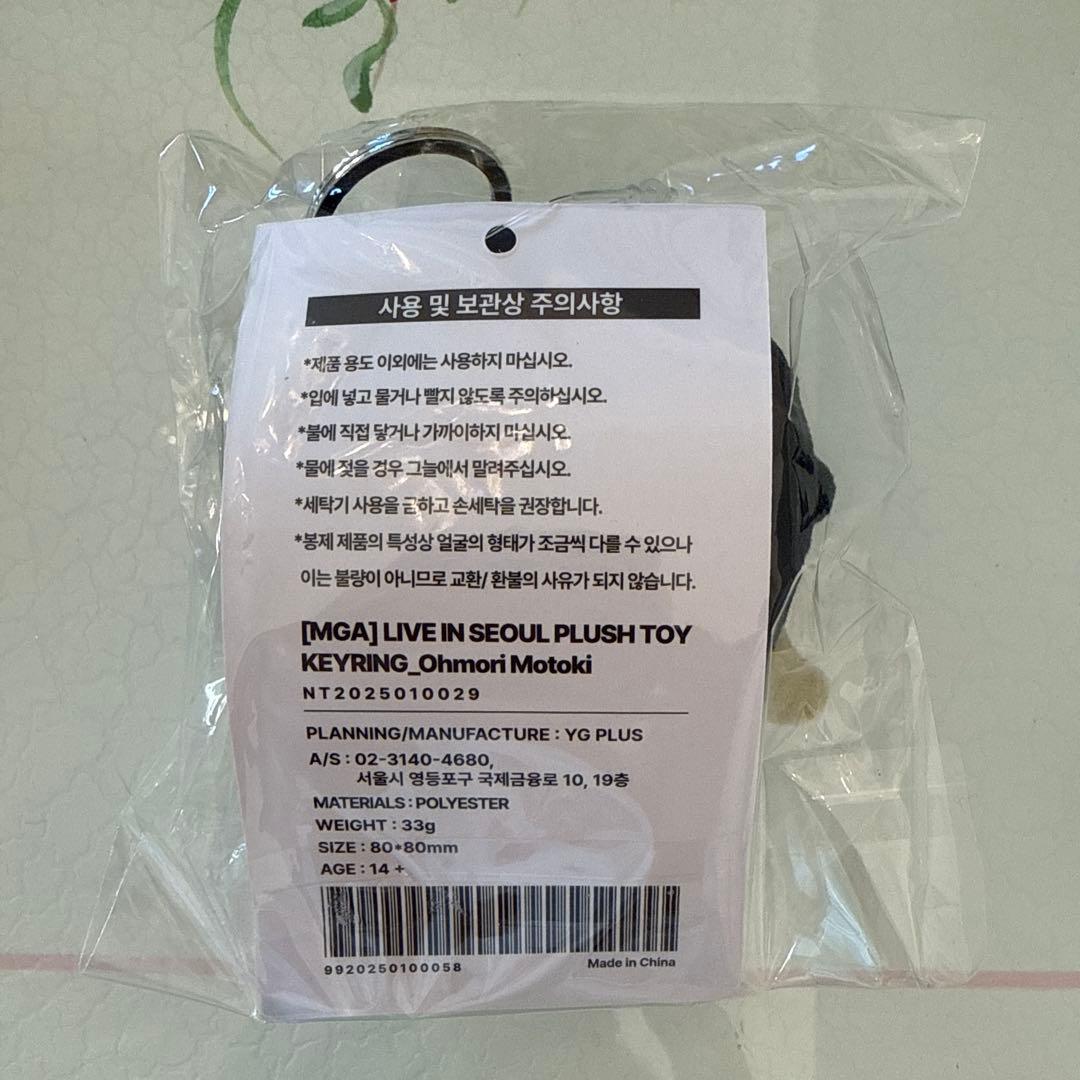 사용 및 보관상 주의사항
*제품 용도 이외에는 사용하지 마십시오.
*입에 넣고 물거나 빨지 않도록 주의하십시오.
*불에 직접 닿거나 가까이하지 마십시오.
*물에 젖을 경우 그늘에서 말려주십시오.
*세탁기 사용을 금하고 손세탁을 권장합니다.
*봉제 제품의 특성상 얼굴의 형태가 조금씩 다를 수 있으나
이는 불량이 아니므로 교환/ 환불의 사유가 되지 않습니다.
[MGA] LIVE IN SEOUL PLUSH TOY
KEYRING_Ohmori Motoki
NT2025010029
PLANNING/MANUFACTURE : YG PLUS
A/S : 02-3140-4680,
서울시 영등포구 국제금융로 10, 19층
MATERIALS : POLYESTER
WEIGHT : 33g
SIZE : 80*80mm
AGE : 14 +
9920250100058
Made in China